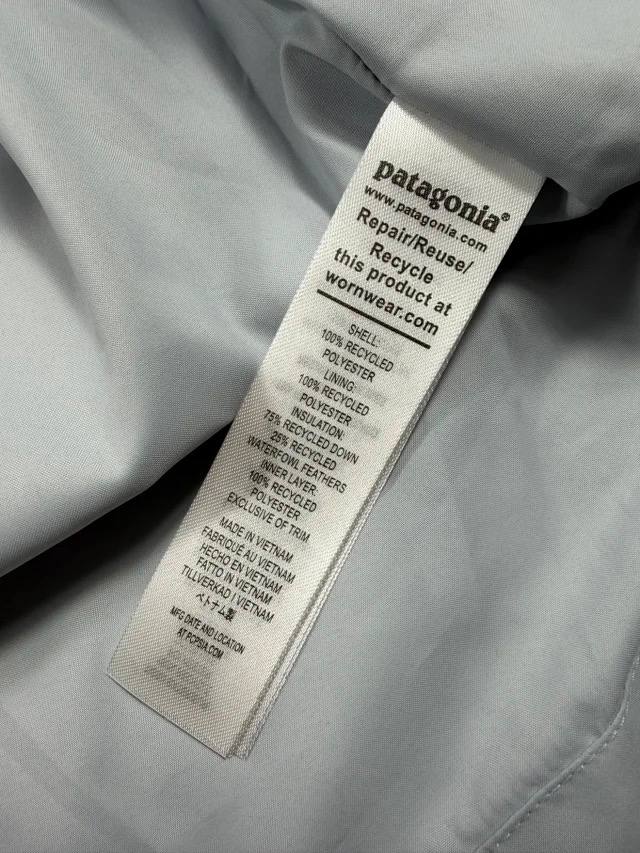 patagonia®
www.patagonia.com
Repair/Reuse/
Recycle
this product at
wornwear.com
SHELL:
100% RECYCLED
POLYESTER
LINING:
100% RECYCLED
POLYESTER
INSULATION:
75% RECYCLED DOWN
25% RECYCLED
WATERFOWL FEATHERS
INNER LAYER:
100% RECYCLED
POLYESTER
EXCLUSIVE OF TRIM
MADE IN VIETNAM
FABRIQUÉ AU VIETNAM
HECHO EN VIETNAM
FATTO IN VIETNAM
TILLVERKAD I VIETNAM
ベトナム製
MFG DATE AND LOCATION
AT PCPSIA.COM